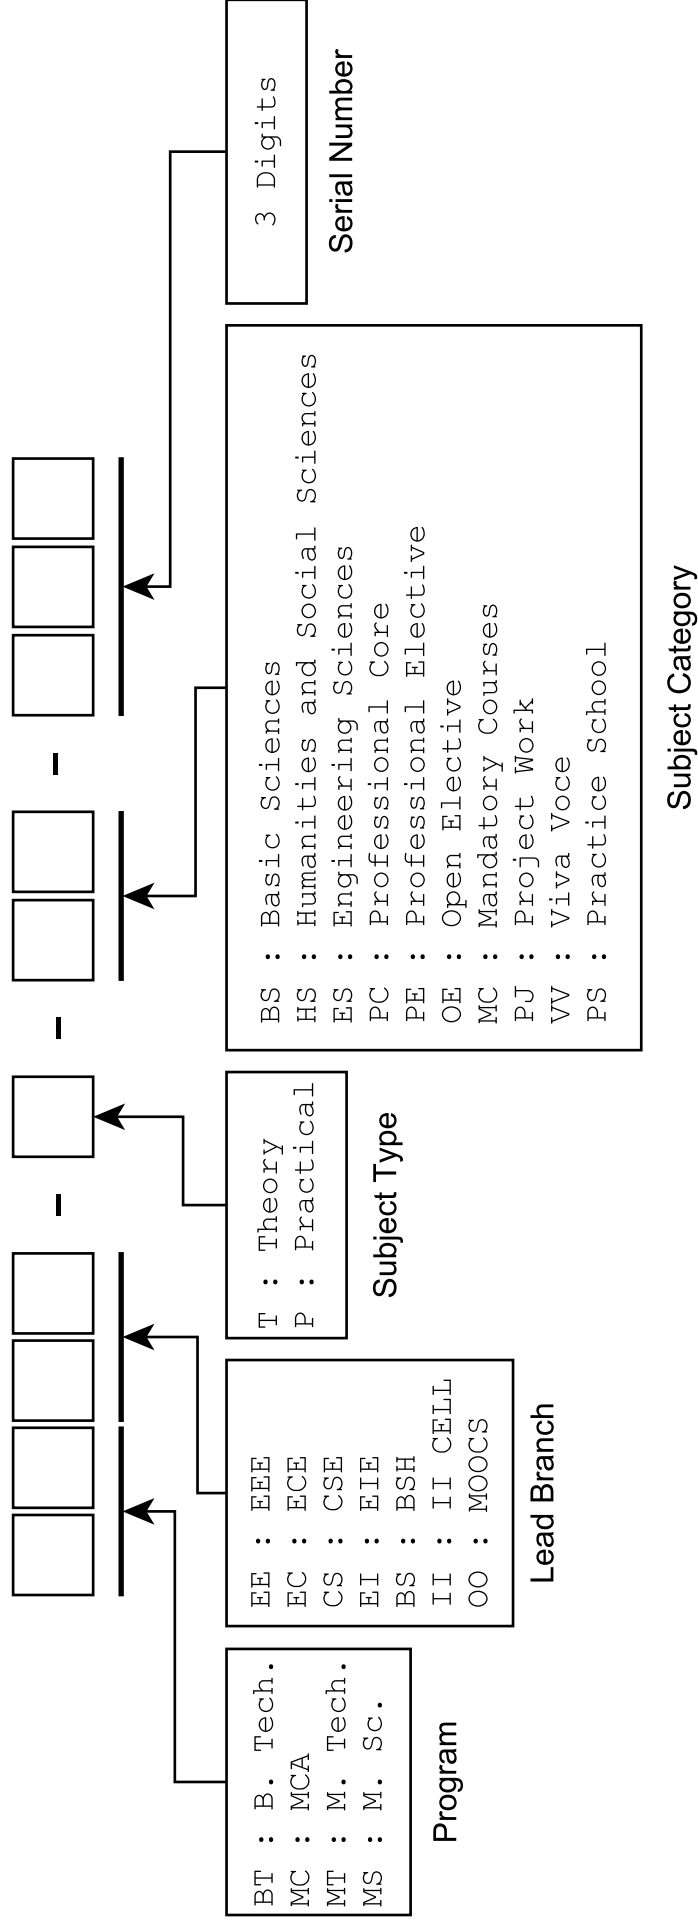 BT : B. Tech.
MC : MCA
MT : M. Tech.
MS : M. Sc.
Program
EE : EEE
EC : ECE
CS : CSE
EI : EIE
BS : BSH
II : II CELL
OO : MOOCS
Lead Branch
T : Theory
P : Practical
Subject Type
BS : Basic Sciences
HS : Humanities and Social Sciences
ES : Engineering Sciences
PC : Professional Core
PE : Professional Elective
OE : Open Elective
MC : Mandatory Courses
PJ : Project Work
VV : Viva Voce
PS : Practice School
Subject Category
3 Digits
Serial Number